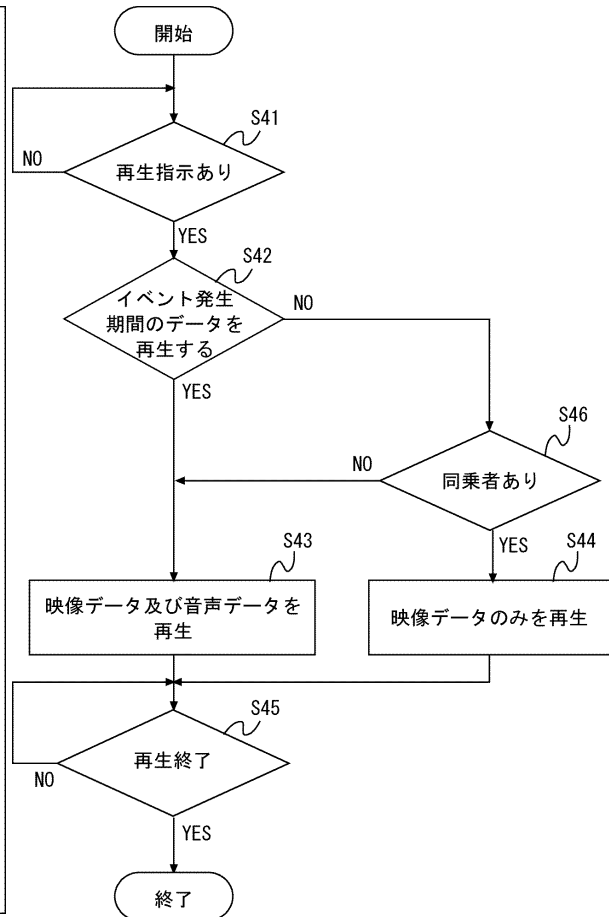 開始
S41
再生指示あり
NO
YES
S42
イベント発生
期間のデータを
再生する
NO
YES
S46
同乗者あり
NO
YES
S43
映像データ及び音声データを
再生
S44
映像データのみを再生
S45
再生終了
NO
YES
終了